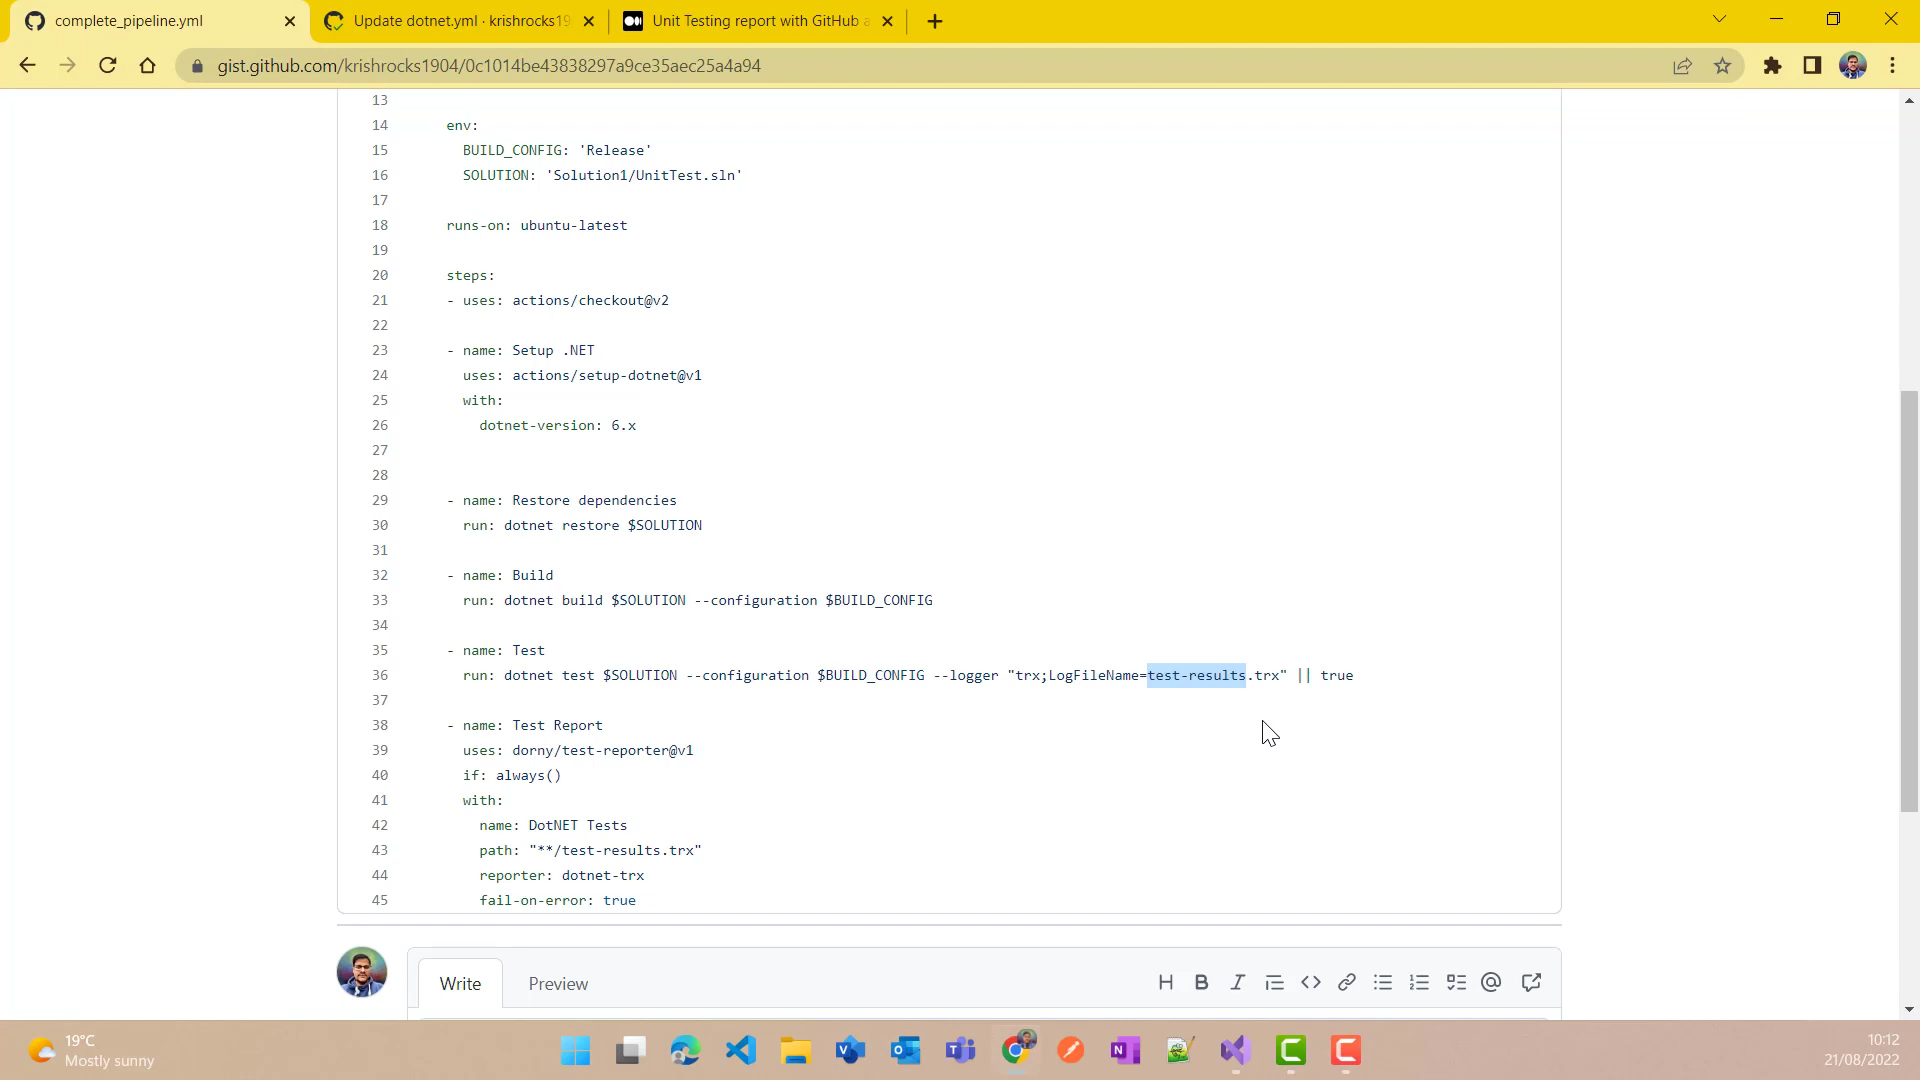 complete_pipeline.yml
Update dotnet.yml · krishrocks19
Unit Testing report with GitHub a
gist.github.com/krishrocks1904/0c1014be43838297a9ce35aec25a4a94
13
14 env:
15 BUILD_CONFIG: 'Release'
16 SOLUTION: 'Solution1/UnitTest.sln'
17
18 runs-on: ubuntu-latest
19
20 steps:
21 - uses: actions/checkout@v2
22
23 - name: Setup .NET
24 uses: actions/setup-dotnet@v1
25 with:
26 dotnet-version: 6.x
27
28
29 - name: Restore dependencies
30 run: dotnet restore $SOLUTION
31
32 - name: Build
33 run: dotnet build $SOLUTION --configuration $BUILD_CONFIG
34
35 - name: Test
36 run: dotnet test $SOLUTION --configuration $BUILD_CONFIG --logger "trx;LogFileName=test-results.trx" || true
37
38 - name: Test Report
39 uses: dorny/test-reporter@v1
40 if: always()
41 with:
42 name: DotNET Tests
43 path: "**/test-results.trx"
44 reporter: dotnet-trx
45 fail-on-error: true
Write
Preview
19°C
Mostly sunny
10:12
21/08/2022